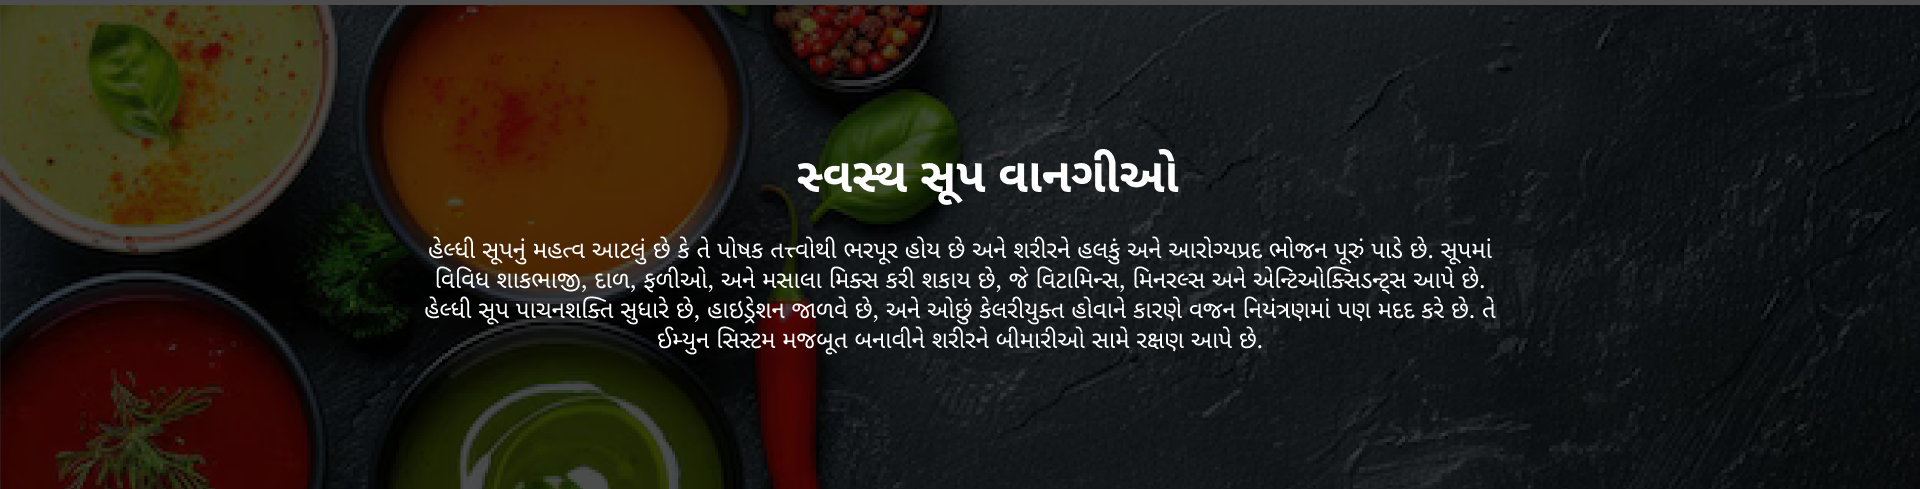 સ્વસ્થ સૂપ વાનગીઓ
હેલ્ધી સૂપનું મહત્વ આટલું છે કે તે પોષક તત્ત્વોથી ભરપૂર હોય છે અને શરીરને હલકું અને આરોગ્યપ્રદ ભોજન પૂરું પાડે છે. સૂપમાં
વિવિધ શાકભાજી, દાળ, ફળીઓ, અને મસાલા મિક્સ કરી શકાય છે, જે વિટામિન્સ, મિનરલ્સ અને એન્ટિઓક્સિડન્ટ્સ આપે છે.
હેલ્ધી સૂપ પાચનશક્તિ સુધારે છે, હાઇડ્રેશન જાળવે છે, અને ઓછું કેલરીયુક્ત હોવાને કારણે વજન નિયંત્રણમાં પણ મદદ કરે છે. તે
ઈમ્યુન સિસ્ટમ મજબૂત બનાવીને શરીરને બીમારીઓ સામે રક્ષણ આપે છે.